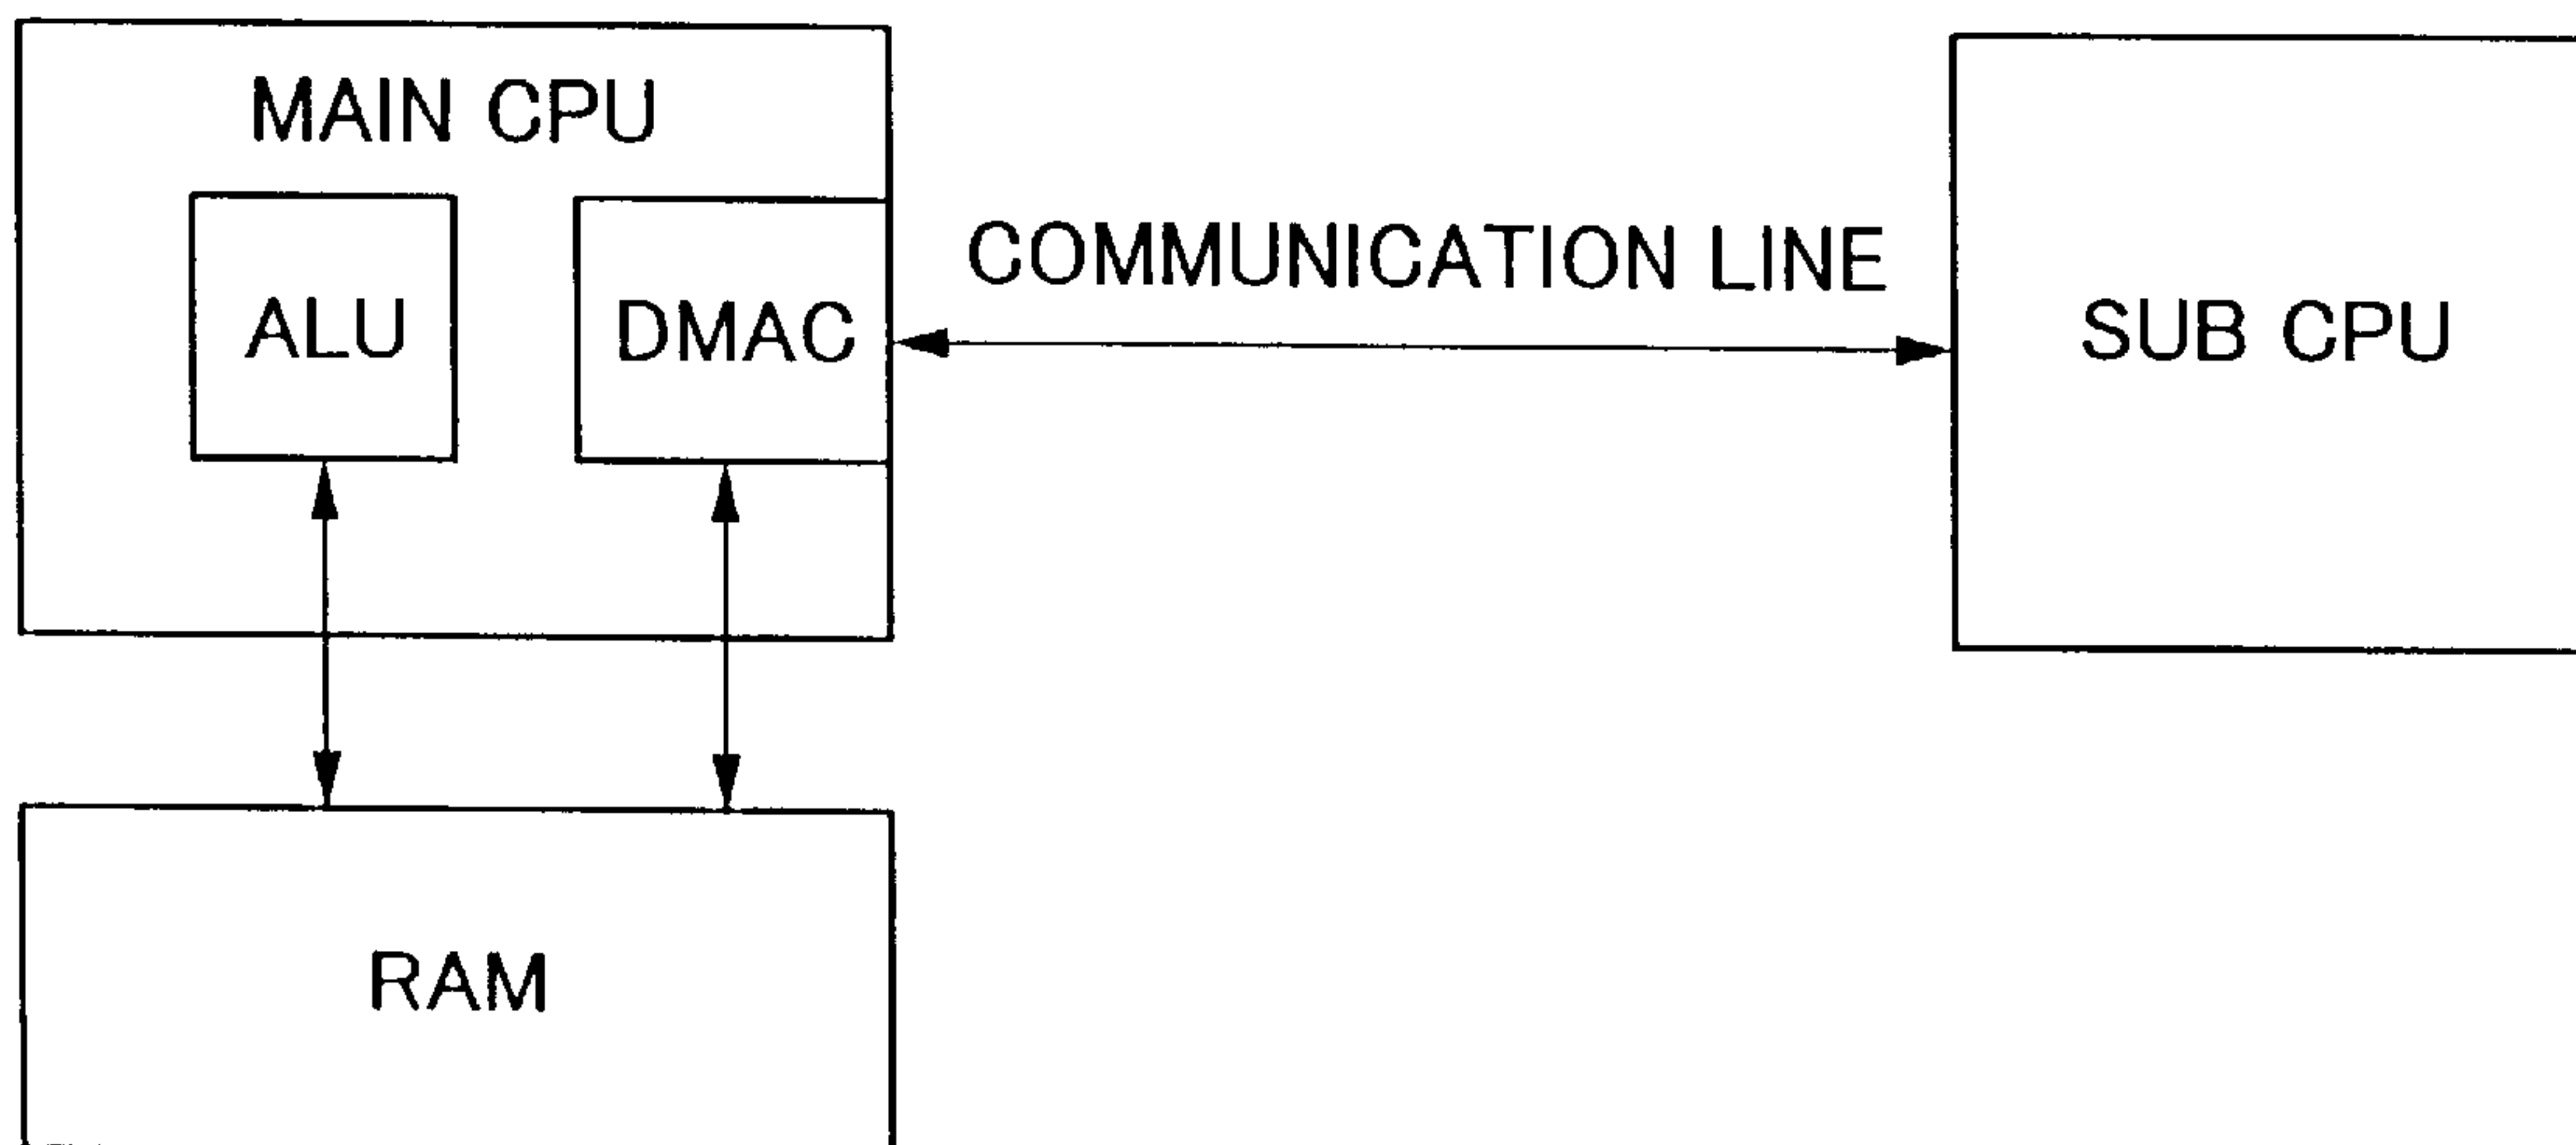 MAIN CPU
ALU
DMAC
COMMUNICATION LINE
SUB CPU
RAM